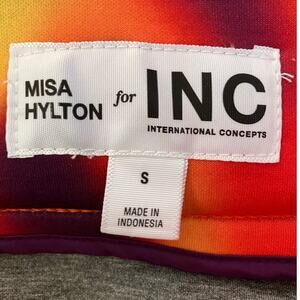 MISA HYLTON for INC
INTERNATIONAL CONCEPTS
S
MADE IN
INDONESIA